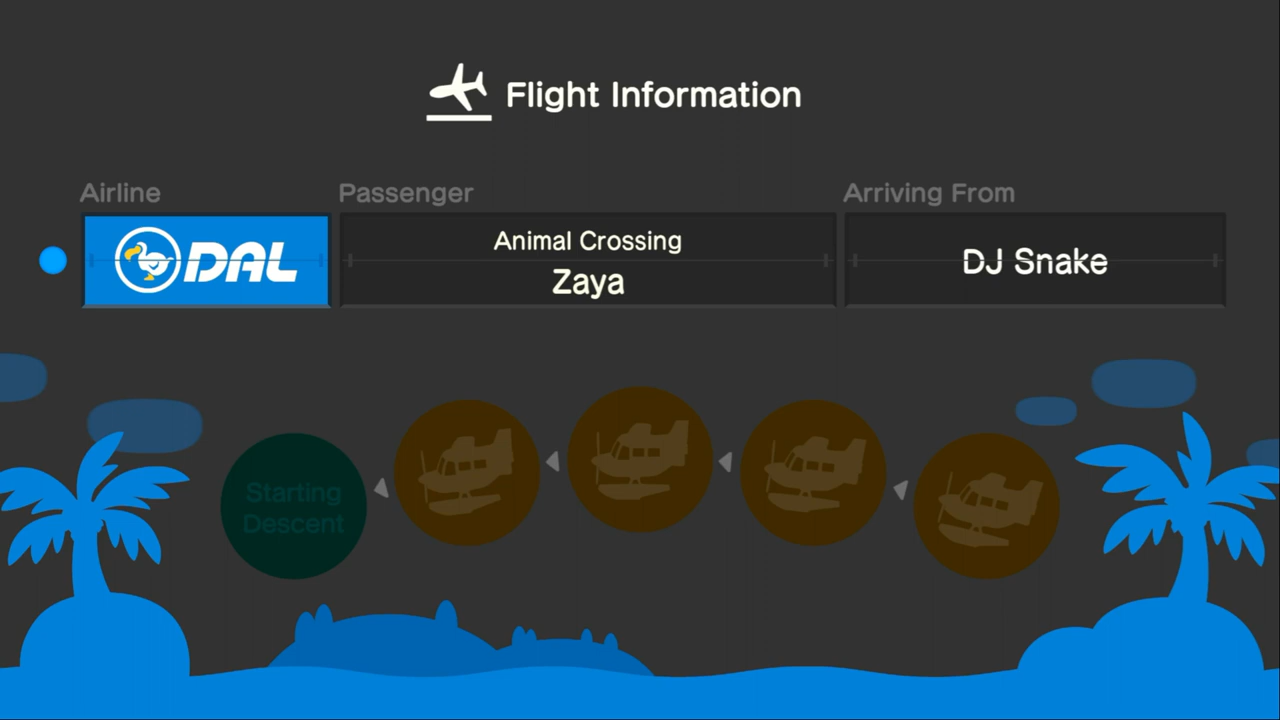 Flight Information
Airline
Passenger
Arriving From
DAL
Animal Crossing
Zaya
DJ Snake
Starting
Descent